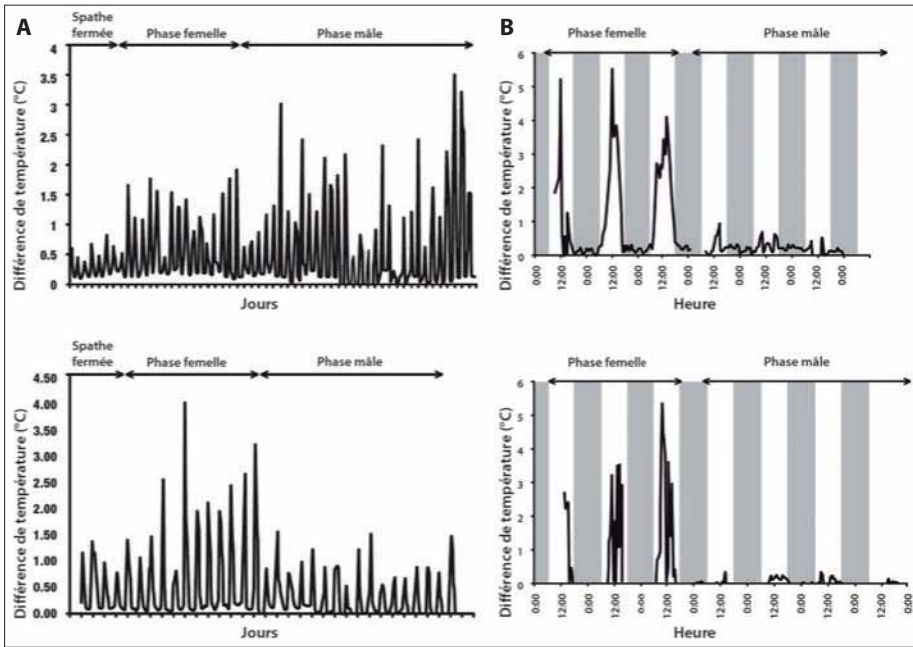 A
Spathe
fermée
Phase femelle
Phase mâle
Différence de température (°C)
4
3.5
3
2.5
2
1.5
1
0.5
0
Jours
B
Phase femelle
Phase mâle
Différence de température (°C)
6
5
4
3
2
1
0
0:00
12:00
0:00
12:00
0:00
12:00
0:00
12:00
0:00
12:00
0:00
12:00
0:00
Heure
Spathe
fermée
Phase femelle
Phase mâle
Différence de température (°C)
4.50
4.00
3.50
3.00
2.50
2.00
1.50
1.00
0.50
0.00
Jours
Phase femelle
Phase mâle
Différence de température (°C)
6
5
4
3
2
1
0
0:00
12:00
0:00
12:00
0:00
12:00
0:00
12:00
0:00
12:00
0:00
12:00
0:00
12:00
0:00
Heure